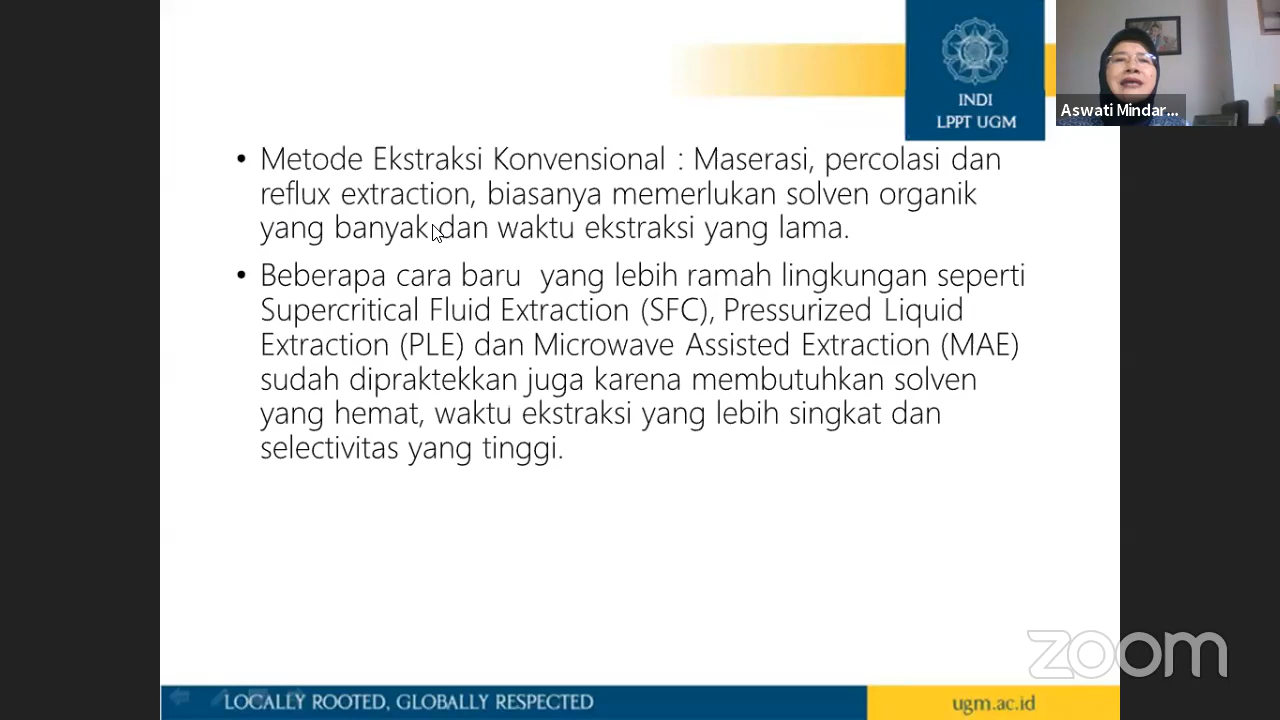 INDI
LPPT UGM
Aswati Mindar...
• Metode Ekstraksi Konvensional : Maserasi, percolasi dan
reflux extraction, biasanya memerlukan solven organik
yang banyak dan waktu ekstraksi yang lama.
• Beberapa cara baru yang lebih ramah lingkungan seperti
Supercritical Fluid Extraction (SFC), Pressurized Liquid
Extraction (PLE) dan Microwave Assisted Extraction (MAE)
sudah dipraktekkan juga karena membutuhkan solven
yang hemat, waktu ekstraksi yang lebih singkat dan
selectivitas yang tinggi.
zoom
LOCALLY ROOTED, GLOBALLY RESPECTED
ugm.ac.id